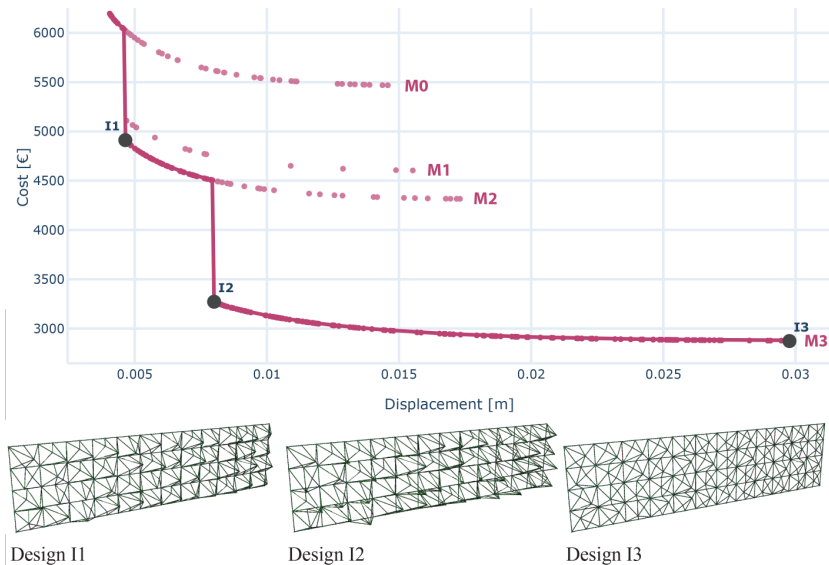 6000
5500
5000
4500
4000
3500
3000
Cost [€]
M0
I1
M1
M2
I2
I3
M3
0.005 0.01 0.015 0.02 0.025 0.03
Displacement [m]
Design I1 Design I2 Design I3